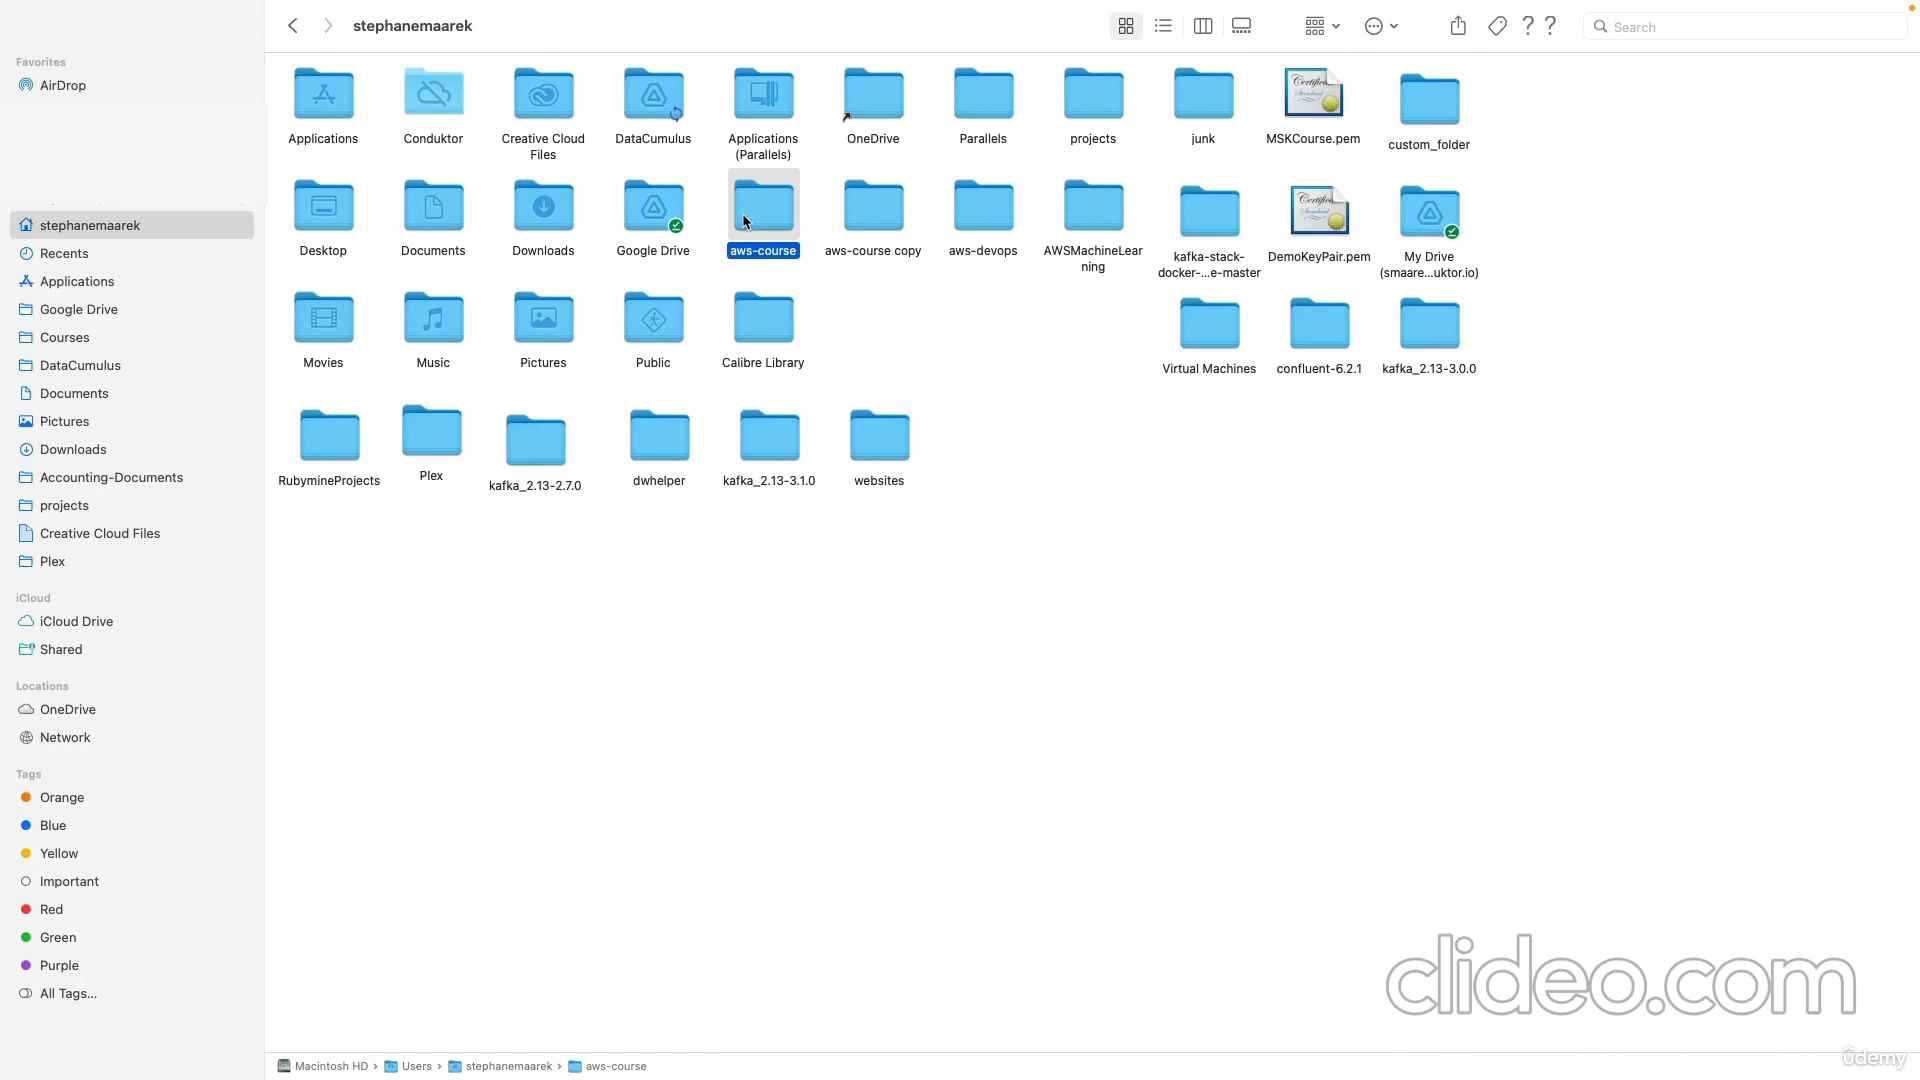 stephanemaarek
Search
Favorites
AirDrop
stephanemaarek
Recents
Applications
Google Drive
Courses
DataCumulus
Documents
Pictures
Downloads
Accounting-Documents
projects
Creative Cloud Files
Plex
iCloud
iCloud Drive
Shared
Locations
OneDrive
Network
Tags
Orange
Blue
Yellow
Important
Red
Green
Purple
All Tags...
Applications
Conduktor
Creative Cloud
Files
DataCumulus
Applications
(Parallels)
OneDrive
Parallels
projects
junk
MSKCourse.pem
custom_folder
Desktop
Documents
Downloads
Google Drive
aws-course
aws-course copy
aws-devops
AWSMachineLear
ning
kafka-stack-
docker-...e-master
DemoKeyPair.pem
My Drive
(smaare...uktor.io)
Movies
Music
Pictures
Public
Calibre Library
Virtual Machines
confluent-6.2.1
kafka_2.13-3.0.0
RubymineProjects
Plex
kafka_2.13-2.7.0
dwhelper
kafka_2.13-3.1.0
websites
clideo.com
Macintosh HD › Users › stephanemaarek › aws-course
ûdemy